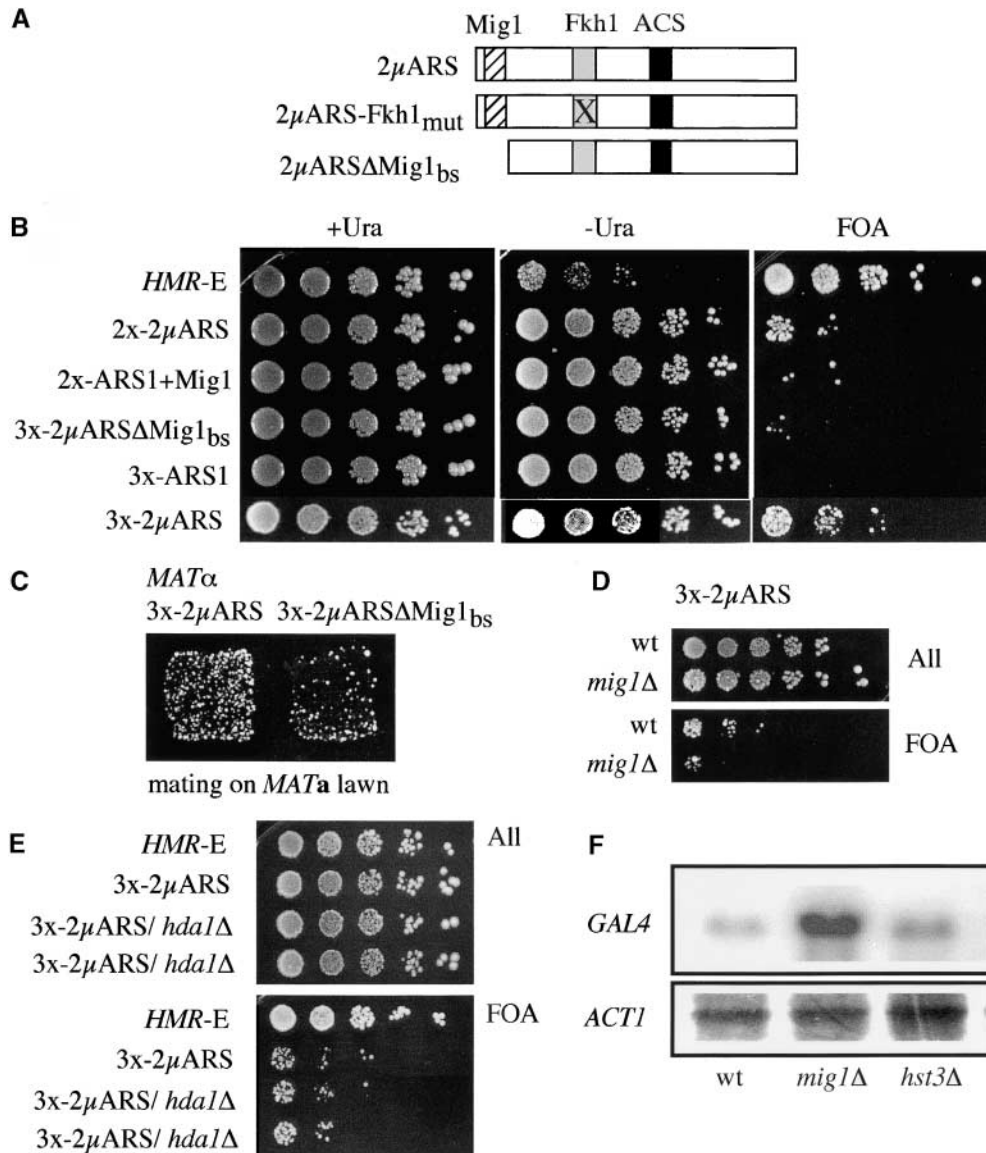 A
Mig1 Fkh1 ACS
2µARS
2µARS-Fkh1mut
X
2µARSΔMig1bs
B
+Ura -Ura FOA
HMR-E
2x-2µARS
2x-ARS1+Mig1
3x-2µARSΔMig1bs
3x-ARS1
3x-2µARS
C
MATα
3x-2µARS 3x-2µARSΔMig1bs
mating on MATa lawn
D
3x-2µARS
wt
mig1Δ
All
wt
mig1Δ
FOA
E
HMR-E
3x-2µARS
3x-2µARS/ hda1Δ
3x-2µARS/ hda1Δ
All
HMR-E
3x-2µARS
3x-2µARS/ hda1Δ
3x-2µARS/ hda1Δ
FOA
F
GAL4
ACT1
wt mig1Δ hst3Δ